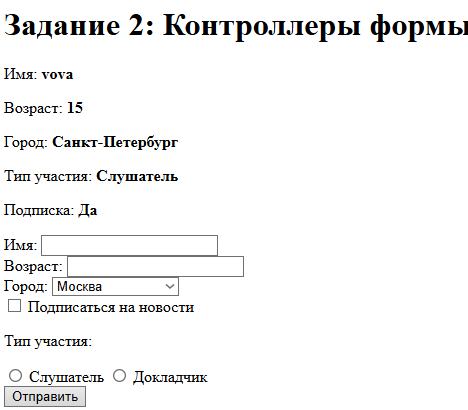 Задание 2: Контроллеры формы
Имя: vova
Возраст: 15
Город: Санкт-Петербург
Тип участия: Слушатель
Подписка: Да
Имя:
Возраст:
Город: Москва
Подписаться на новости
Тип участия:
Слушатель Докладчик
Отправить